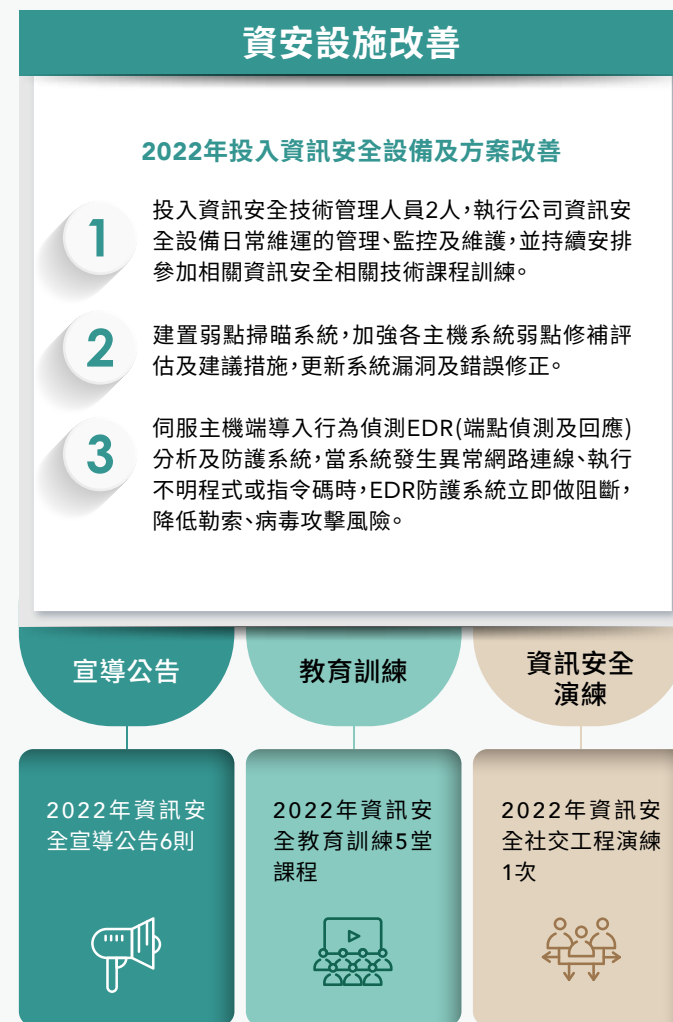 資安設施改善
2022年投入資訊安全設備及方案改善
1
投入資訊安全技術管理人員2人，執行公司資訊安
全設備日常維運的管理、監控及維護，並持續安排
參加相關資訊安全相關技術課程訓練。
2
建置弱點掃瞄系統，加強各主機系統弱點修補評
估及建議措施，更新系統漏洞及錯誤修正。
3
伺服主機端導入行為偵測EDR(端點偵測及回應)
分析及防護系統，當系統發生異常網路連線、執行
不明程式或指令碼時，EDR防護系統立即做阻斷，
降低勒索、病毒攻擊風險。
宣導公告
2022年資訊安
全宣導公告6則
教育訓練
2022年資訊安
全教育訓練5堂
課程
資訊安全
演練
2022年資訊安
全社交工程演練
1次